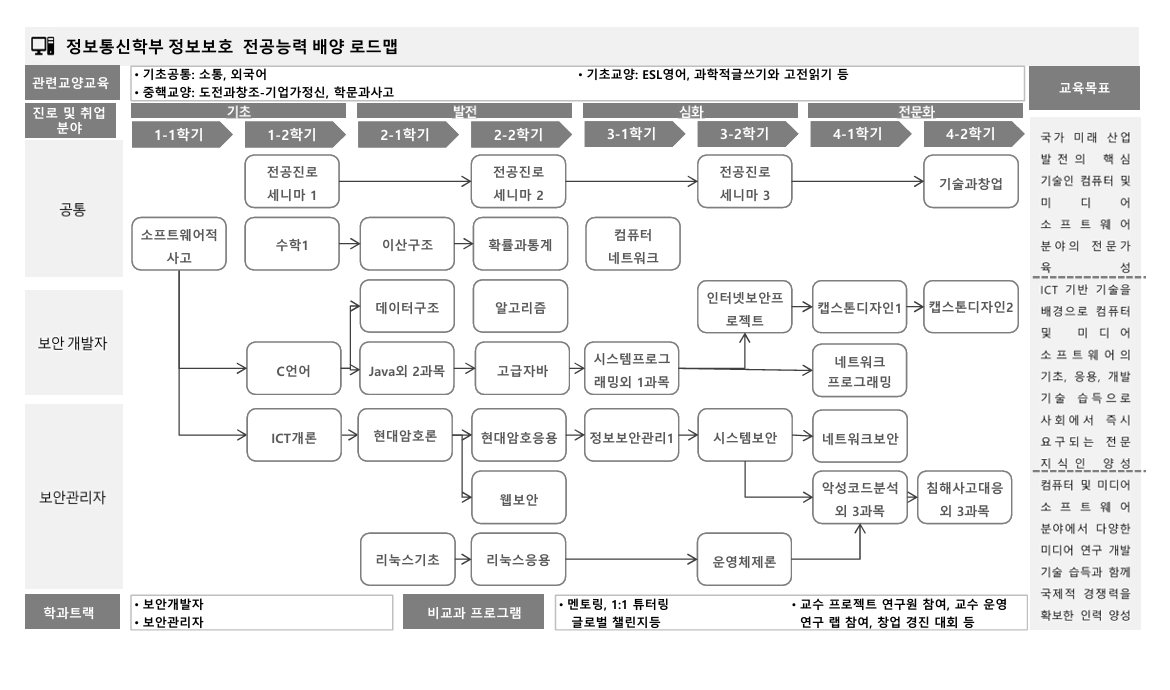 정보통신학부 정보보호 전공능력 배양 로드맵
관련교양교육
• 기초공통: 소통, 외국어
• 기초교양: ESL영어, 과학적글쓰기와 고전읽기 등
• 중핵교양: 도전과창조-기업가정신, 학문과사고
교육목표
진로 및 취업
분야
기초
발전
심화
전문화
1-1학기
1-2학기
2-1학기
2-2학기
3-1학기
3-2학기
4-1학기
4-2학기
공통
전공진로
세니마 1
전공진로
세니마 2
전공진로
세니마 3
기술과창업
소프트웨어적
사고
수학1
이산구조
확률과통계
컴퓨터
네트워크
보안 개발자
데이터구조
알고리즘
인터넷보안프
로젝트
캡스톤디자인1
캡스톤디자인2
C언어
Java외 2과목
고급자바
시스템프로그
래밍외 1과목
네트워크
프로그래밍
보안관리자
ICT개론
현대암호론
현대암호응용
정보보안관리1
시스템보안
네트워크보안
웹보안
악성코드분석
외 3과목
침해사고대응
외 3과목
리눅스기초
리눅스응용
운영체제론
국가 미래 산업
발전의 핵심
기술인 컴퓨터 및
미 디 어
소 프 트 웨 어
분야의 전문가
육 성
ICT 기반 기술을
배경으로 컴퓨터
및 미 디 어
소프트웨어의
기초, 응용, 개발
기술 습득으로
사회에서 즉시
요구되는 전문
지식인 양성
컴퓨터 및 미디어
소 프 트 웨 어
분야에서 다양한
미디어 연구 개발
기술 습득과 함께
국제적 경쟁력을
확보한 인력 양성
학과트랙
• 보안개발자
• 보안관리자
비교과 프로그램
• 멘토링, 1:1 튜터링
글로벌 챌린지등
• 교수 프로젝트 연구원 참여, 교수 운영
연구 랩 참여, 창업 경진 대회 등